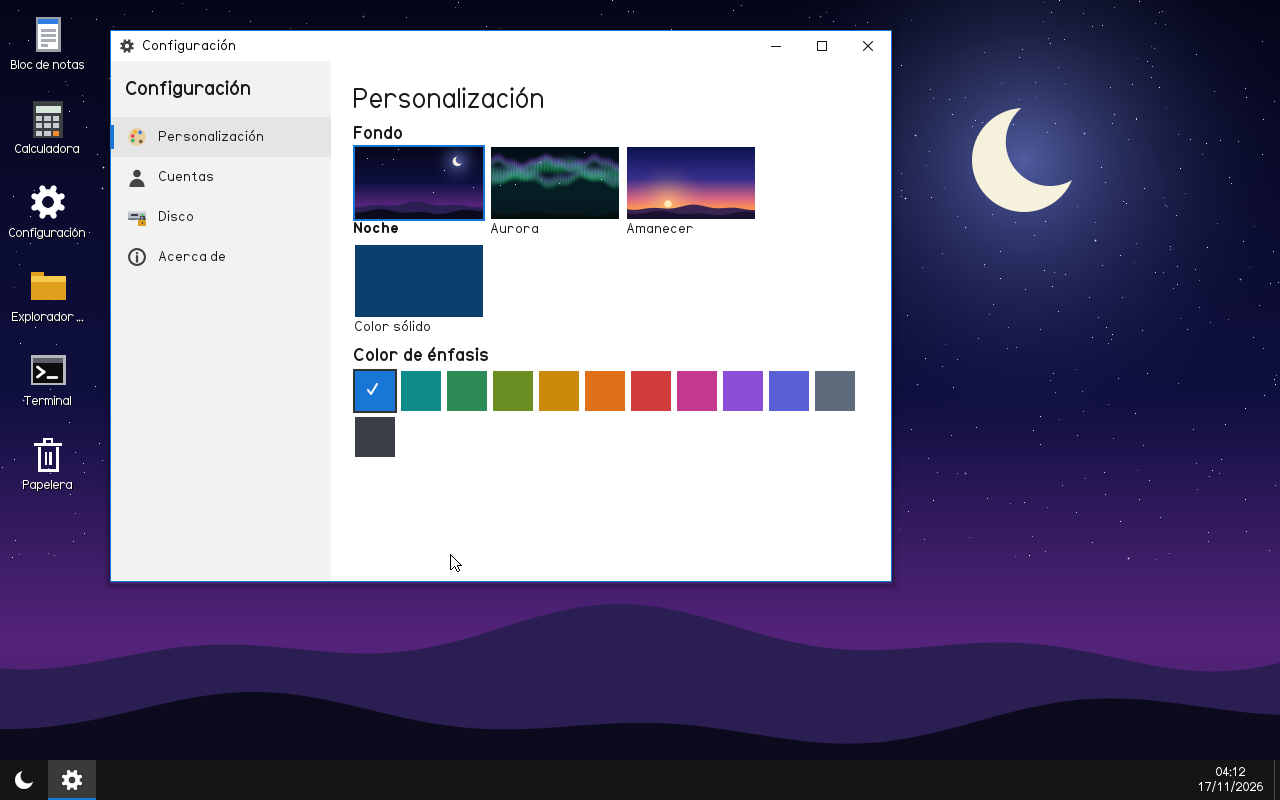 Bloc de notas
Calculadora
Configuración
Explorador ...
Terminal
Papelera
Configuración
Configuración
Personalización
Cuentas
Disco
Acerca de
Personalización
Fondo
Noche
Aurora
Amanecer
Color sólido
Color de énfasis
04:12
17/11/2026